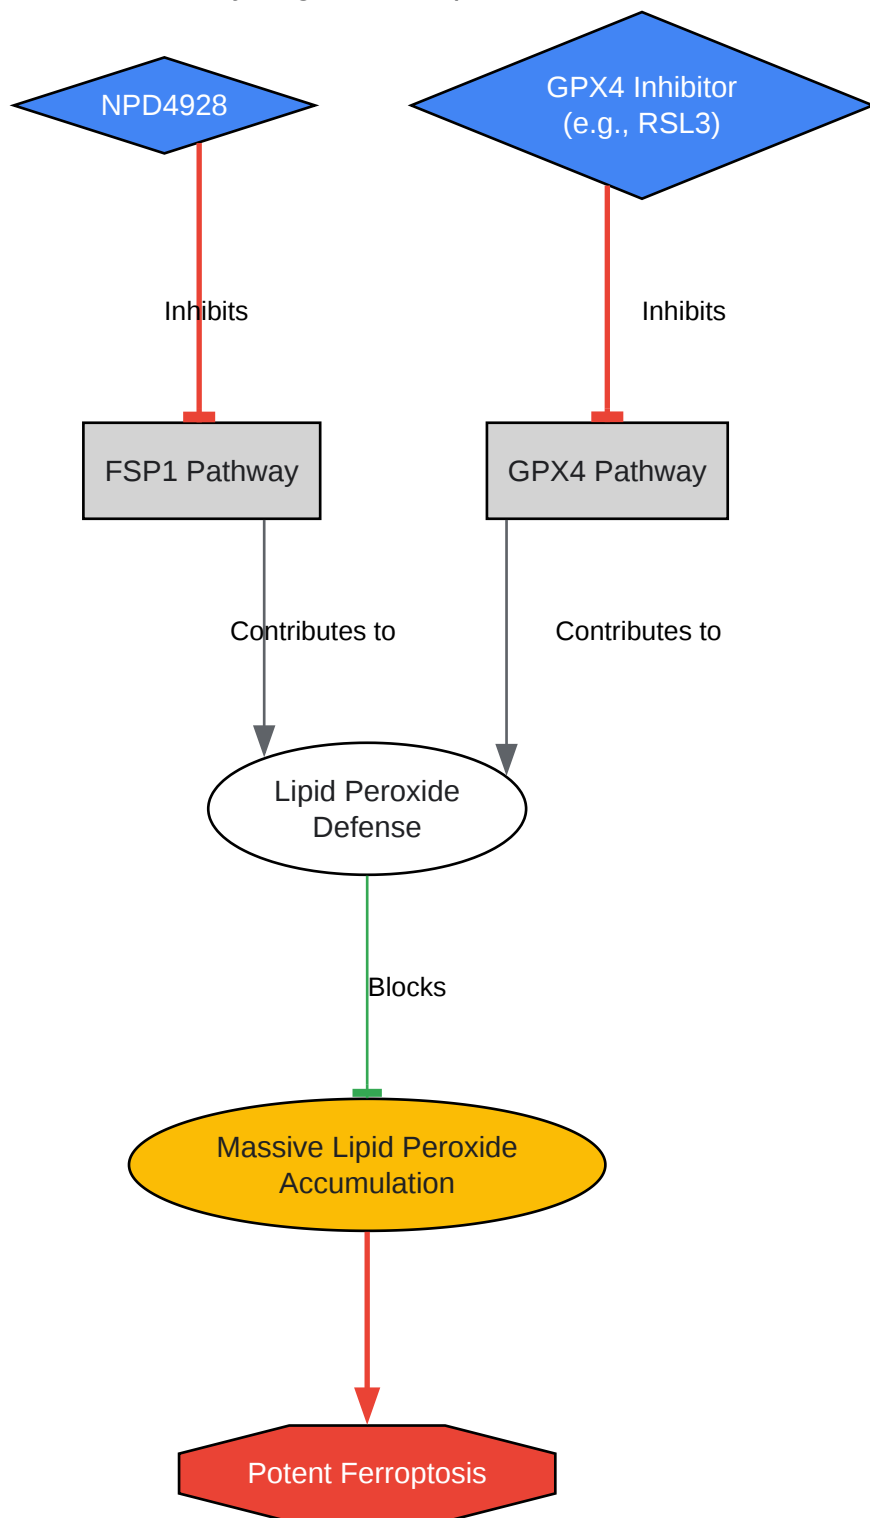 NPD4928
GPX4 Inhibitor
(e.g., RSL3)
Inhibits
Inhibits
FSP1 Pathway
GPX4 Pathway
Contributes to
Contributes to
Lipid Peroxide
Defense
Blocks
Massive Lipid Peroxide
Accumulation
Potent Ferroptosis